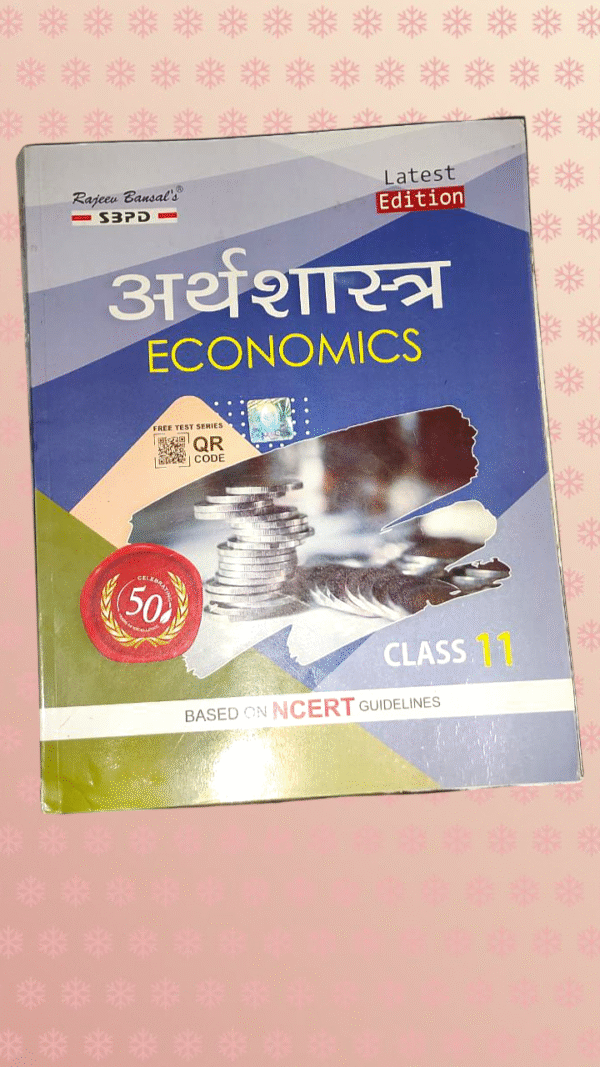 Rajeev Bansal's®
SBPD
Latest
Edition
अर्थशास्त्र
ECONOMICS
FREE TEST SERIES
QR
CODE
CELEBRATING
50
CLASS 11
BASED ON NCERT GUIDELINES